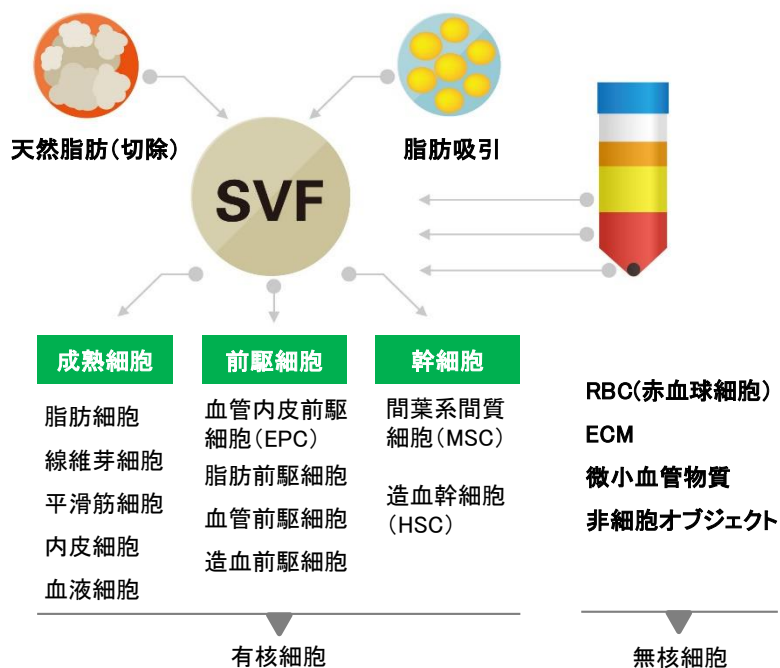 天然脂肪(切除)
脂肪吸引
SVF
成熟細胞
脂肪細胞
線維芽細胞
平滑筋細胞
内皮細胞
血液細胞
前駆細胞
血管内皮前駆
細胞(EPC)
脂肪前駆細胞
血管前駆細胞
造血前駆細胞
幹細胞
間葉系間質
細胞(MSC)
造血幹細胞
(HSC)
有核細胞
RBC(赤血球細胞)
ECM
微小血管物質
非細胞オブジェクト
無核細胞